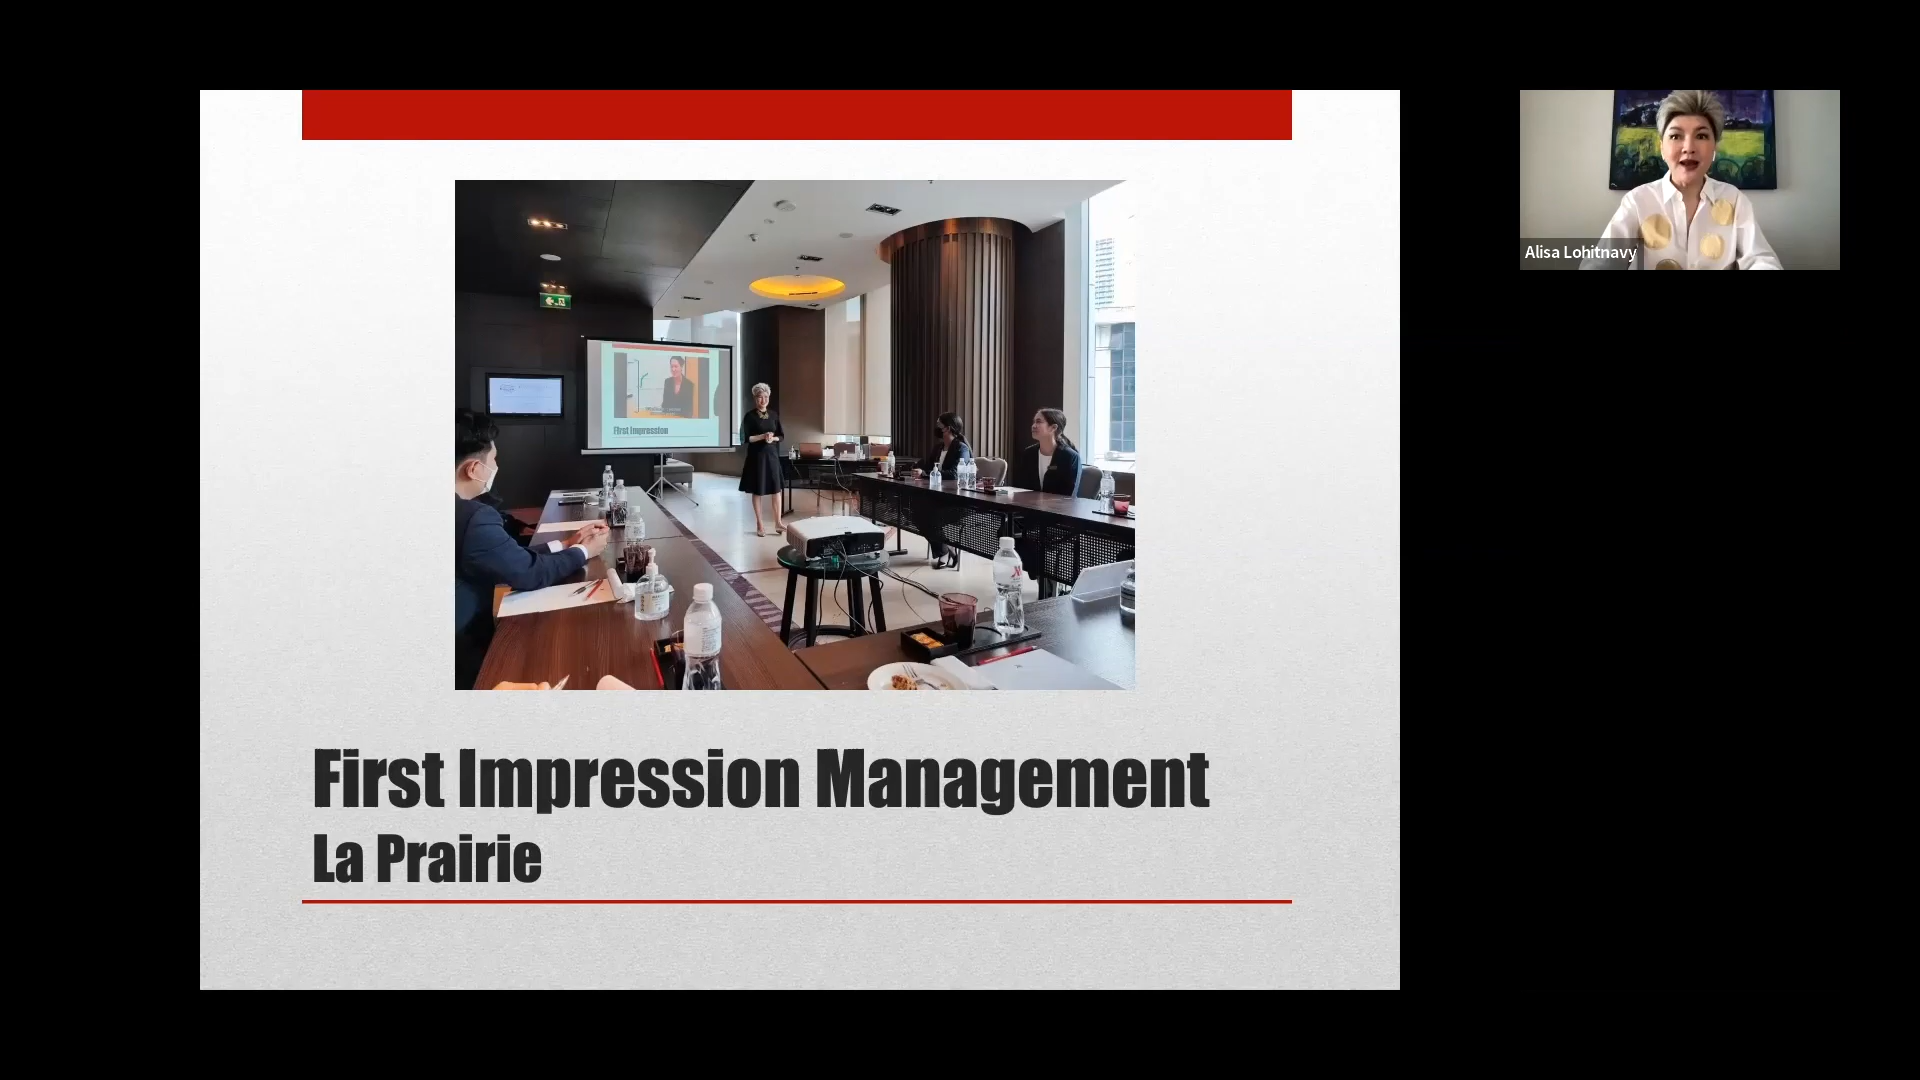 First Impression
First Impression Management
La Prairie
Alisa Lohitnavy